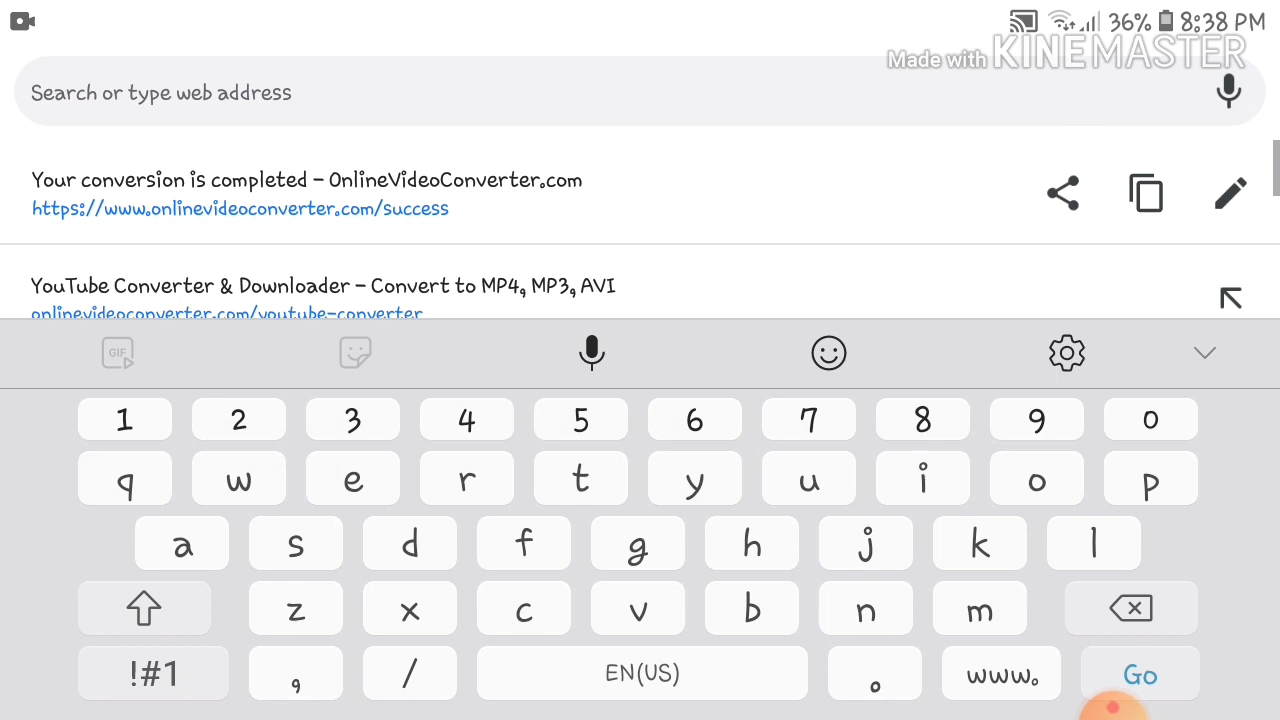 36% 8:38 PM
Made with KINEMASTER
Search or type web address
Your conversion is completed – OnlineVideoConverter.com
https://www.onlinevideoconverter.com/success
YouTube Converter & Downloader – Convert to MP4, MP3, AVI
onlinevideoconverter.com/youtube-converter
GIF
1 2 3 4 5 6 7 8 9 0
q w e r t y u i o p
a s d f g h j k l
z x c v b n m
!#1 , / EN(US) . www. Go